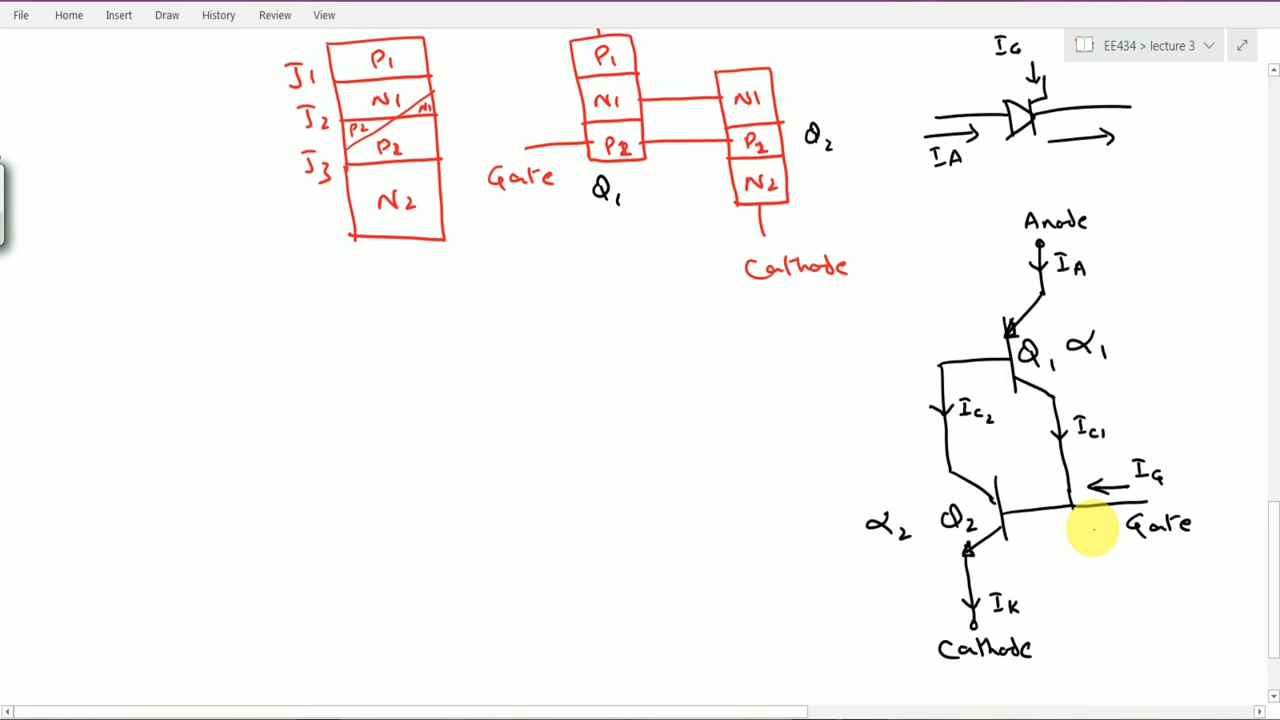 File Home Insert Draw History Review View
EE434 > lecture 3
J1
J2
J3
P1
N1
P2
N1
P2
N2
P1
N1
P2
Gate
Q1
N1
P2
N2
Q2
Cathode
IG
IA
Anode
IA
Q1 α1
IC2
IC1
IG
Gate
α2 Q2
IK
Cathode